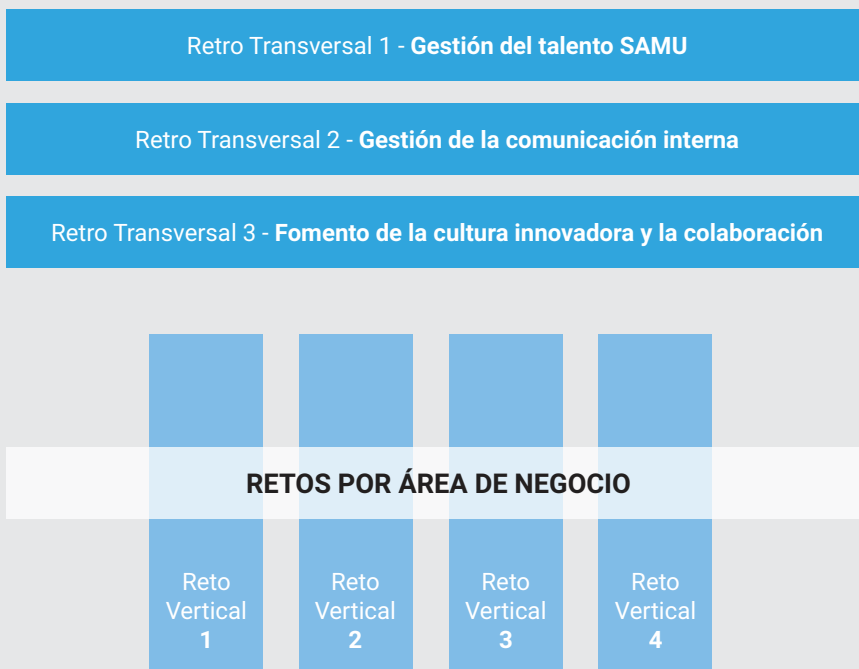 Retro Transversal 1 - Gestión del talento SAMU
Retro Transversal 2 - Gestión de la comunicación interna
Retro Transversal 3 - Fomento de la cultura innovadora y la colaboración
RETOS POR ÁREA DE NEGOCIO
Reto
Vertical
1
Reto
Vertical
2
Reto
Vertical
3
Reto
Vertical
4